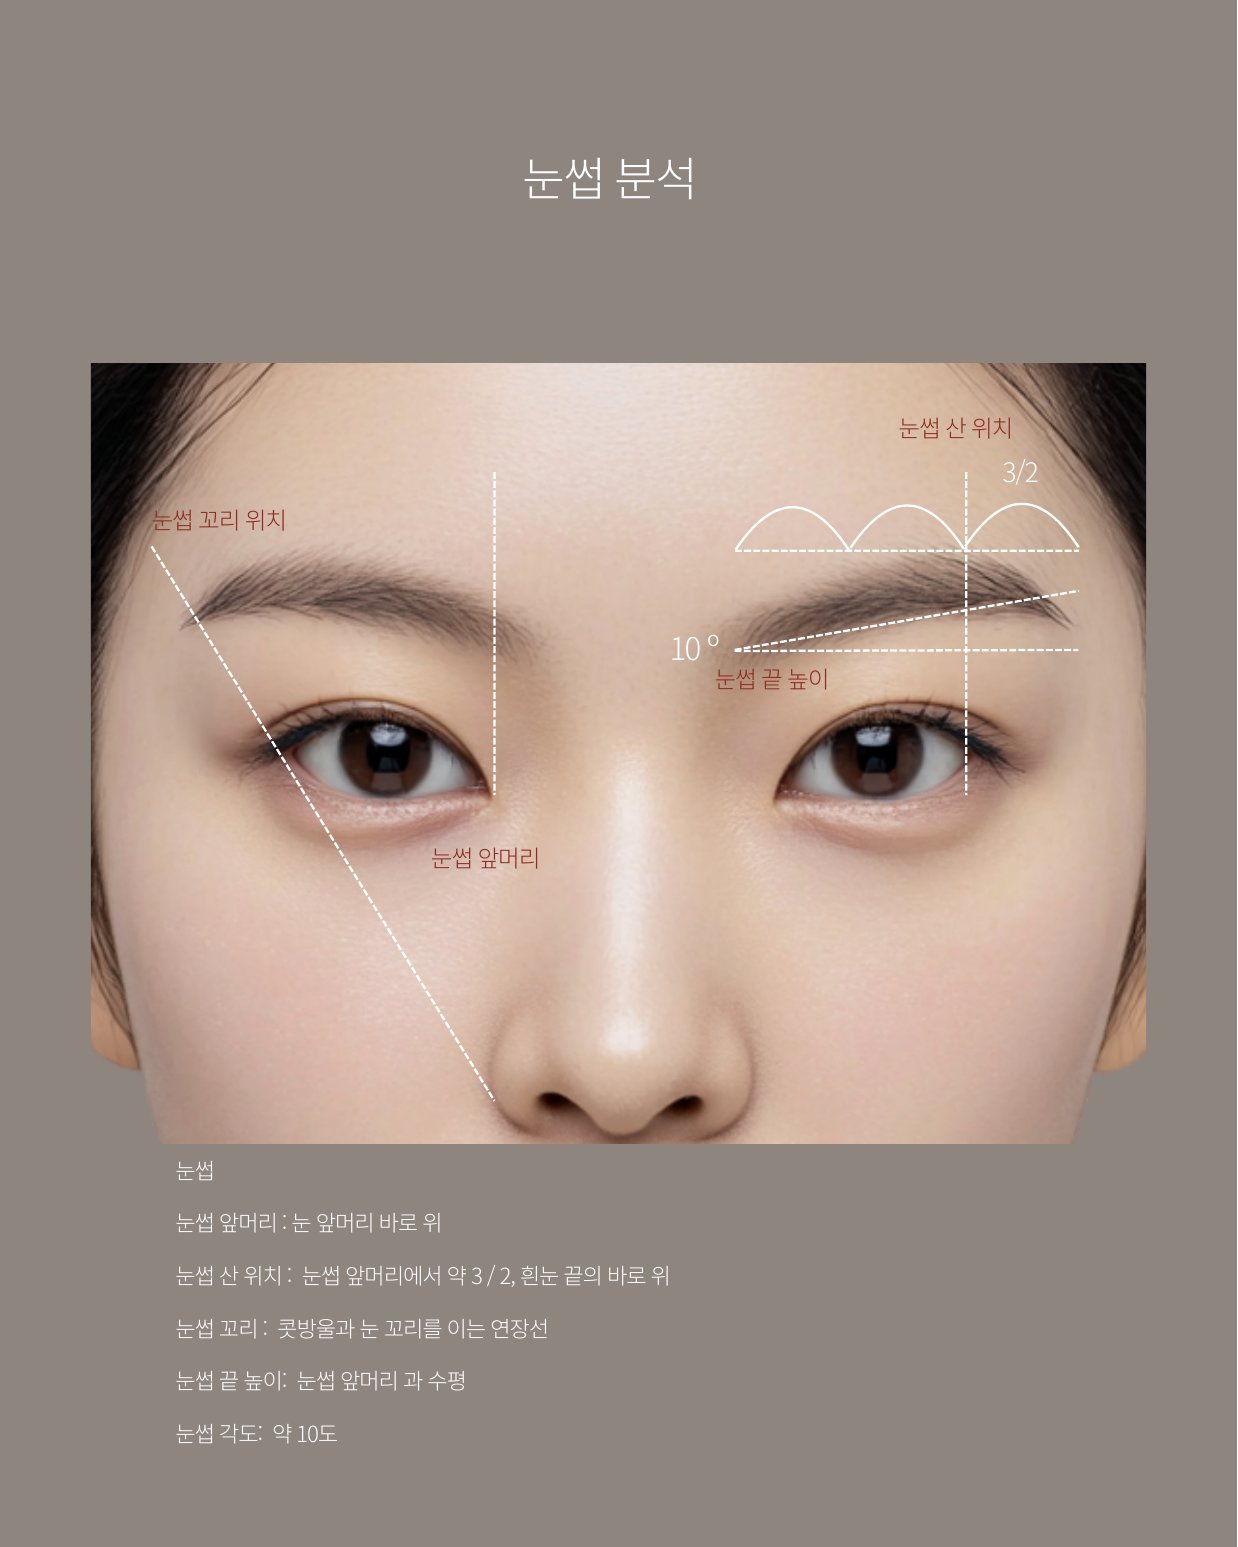 눈썹 분석
눈썹 산 위치
3/2
눈썹 꼬리 위치
10 º
눈썹 끝 높이
눈썹 앞머리
눈썹
눈썹 앞머리 : 눈 앞머리 바로 위
눈썹 산 위치 : 눈썹 앞머리에서 약 3 / 2, 흰눈 끝의 바로 위
눈썹 꼬리 : 콧방울과 눈 꼬리를 이는 연장선
눈썹 끝 높이: 눈썹 앞머리 과 수평
눈썹 각도: 약 10도